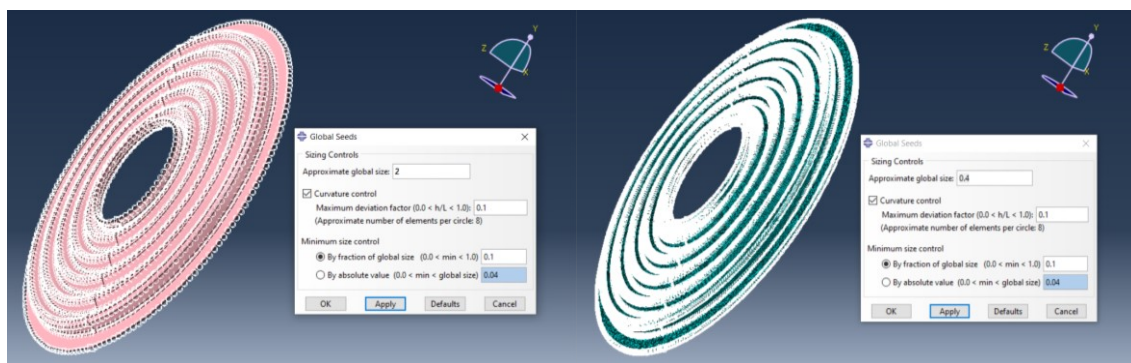 Y
Z
X
Global Seeds
Sizing Controls
Approximate global size: 2
Curvature control
Maximum deviation factor (0.0 < h/L < 1.0): 0.1
(Approximate number of elements per circle: 8)
Minimum size control
By fraction of global size (0.0 < min < 1.0) 0.1
By absolute value (0.0 < min < global size) 0.04
OK Apply Defaults Cancel
Y
Z
X
Global Seeds
Sizing Controls
Approximate global size: 0.4
Curvature control
Maximum deviation factor (0.0 < h/L < 1.0): 0.1
(Approximate number of elements per circle: 8)
Minimum size control
By fraction of global size (0.0 < min < 1.0) 0.1
By absolute value (0.0 < min < global size) 0.04
OK Apply Defaults Cancel